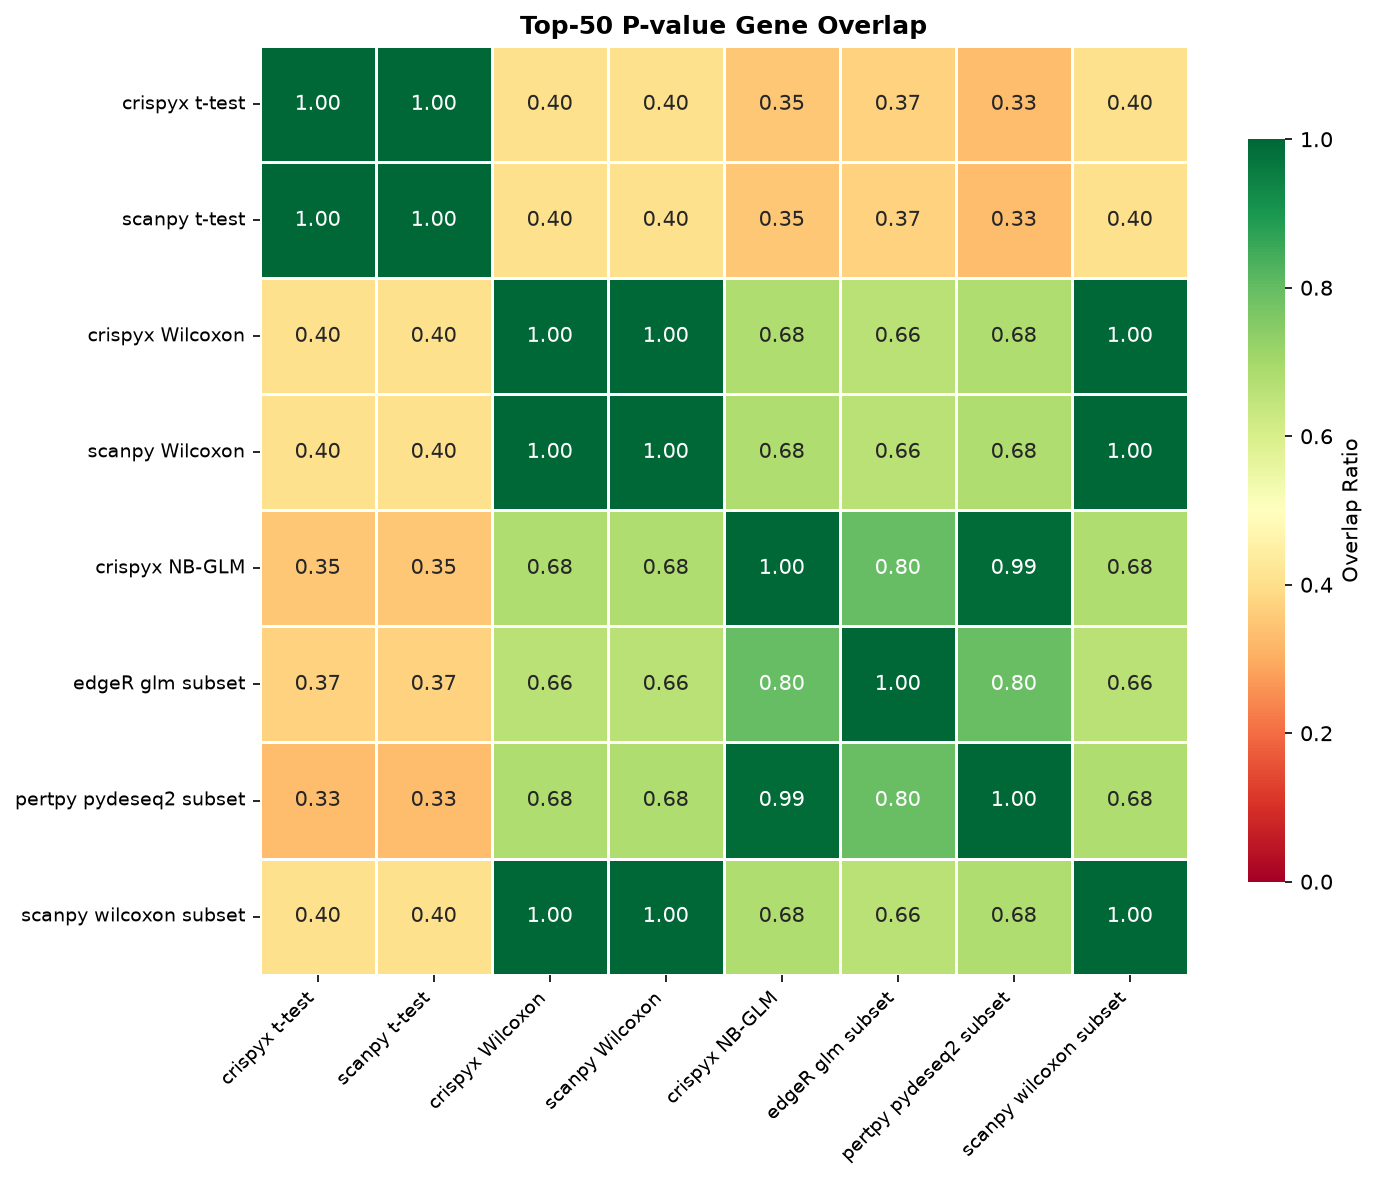 Top-50 P-value Gene Overlap
crispyx t-test 1.00 1.00 0.40 0.40 0.35 0.37 0.33 0.40
scanpy t-test 1.00 1.00 0.40 0.40 0.35 0.37 0.33 0.40
crispyx Wilcoxon 0.40 0.40 1.00 1.00 0.68 0.66 0.68 1.00
scanpy Wilcoxon 0.40 0.40 1.00 1.00 0.68 0.66 0.68 1.00
crispyx NB-GLM 0.35 0.35 0.68 0.68 1.00 0.80 0.99 0.68
edgeR glm subset 0.37 0.37 0.66 0.66 0.80 1.00 0.80 0.66
pertpy pydeseq2 subset 0.33 0.33 0.68 0.68 0.99 0.80 1.00 0.68
scanpy wilcoxon subset 0.40 0.40 1.00 1.00 0.68 0.66 0.68 1.00
crispyx t-test
scanpy t-test
crispyx Wilcoxon
scanpy Wilcoxon
crispyx NB-GLM
edgeR glm subset
pertpy pydeseq2 subset
scanpy wilcoxon subset
1.0
0.8
0.6
0.4
0.2
0.0
Overlap Ratio